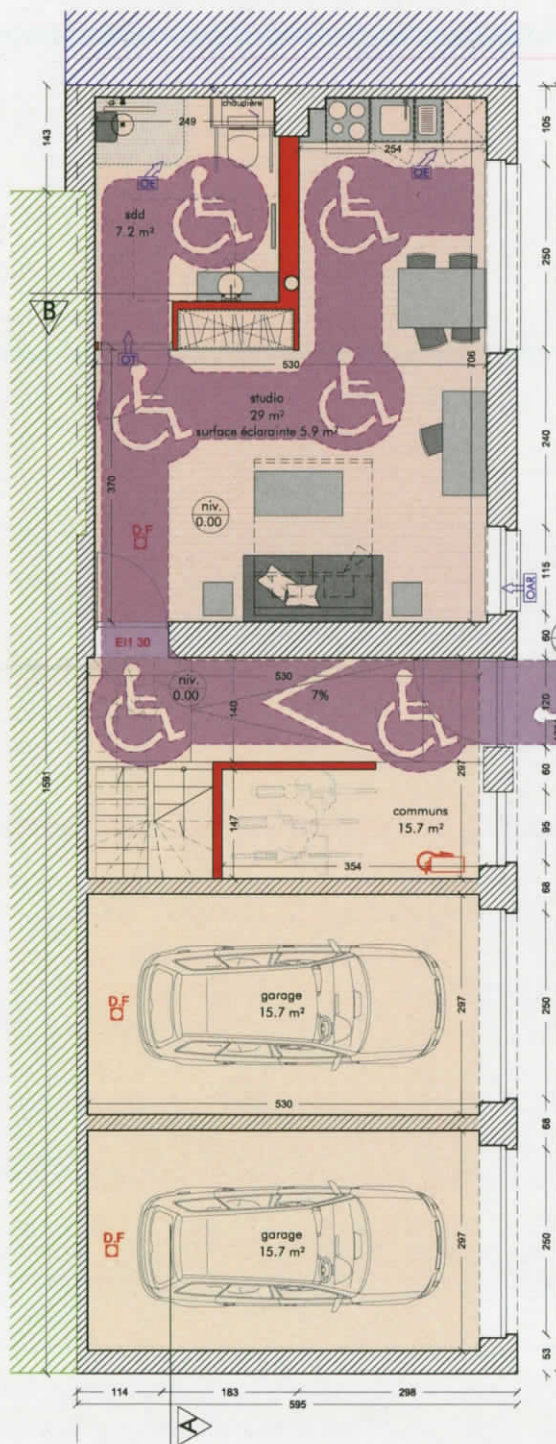 chaudière
249
254
143
105
OE
OE
sdd
7.2 m²
250
B
OT
530
706
studio
29 m²
surface éclairante 5.9 m²
240
370
niv.
0.00
D.F
OAR
115
60
EI1 30
530
niv.
0.00
7%
140
120
297
60
1591
communs
15.7 m²
147
95
354
68
garage
15.7 m²
D.F
297
250
530
68
garage
15.7 m²
D.F
297
250
53
114
183
298
595
A